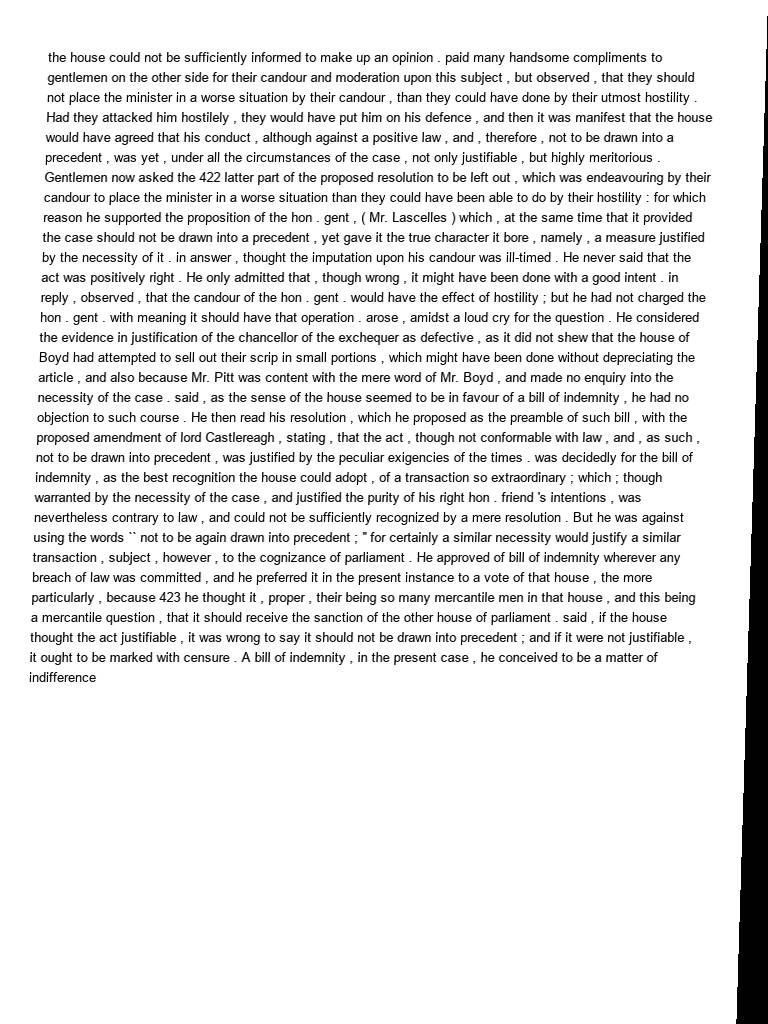 the house could not be sufficiently informed to make up an opinion . paid many handsome compliments to
gentlemen on the other side for their candour and moderation upon this subject , but observed , that they should
not place the minister in a worse situation by their candour , than they could have done by their utmost hostility .
Had they attacked him hostilely , they would have put him on his defence , and then it was manifest that the house
would have agreed that his conduct , although against a positive law , and , therefore , not to be drawn into a
precedent , was yet , under all the circumstances of the case , not only justifiable , but highly meritorious .
Gentlemen now asked the 422 latter part of the proposed resolution to be left out , which was endeavouring by their
candour to place the minister in a worse situation than they could have been able to do by their hostility : for which
reason he supported the proposition of the hon . gent , ( Mr. Lascelles ) which , at the same time that it provided
the case should not be drawn into a precedent , yet gave it the true character it bore , namely , a measure justified
by the necessity of it . in answer , thought the imputation upon his candour was ill-timed . He never said that the
act was positively right . He only admitted that , though wrong , it might have been done with a good intent . in
reply , observed , that the candour of the hon . gent . would have the effect of hostility ; but he had not charged the
hon . gent . with meaning it should have that operation . arose , amidst a loud cry for the question . He considered
the evidence in justification of the chancellor of the exchequer as defective , as it did not shew that the house of
Boyd had attempted to sell out their scrip in small portions , which might have been done without depreciating the
article , and also because Mr. Pitt was content with the mere word of Mr. Boyd , and made no enquiry into the
necessity of the case . said , as the sense of the house seemed to be in favour of a bill of indemnity , he had no
objection to such course . He then read his resolution , which he proposed as the preamble of such bill , with the
proposed amendment of lord Castlereagh , stating , that the act , though not conformable with law , and , as such ,
not to be drawn into precedent , was justified by the peculiar exigencies of the times . was decidedly for the bill of
indemnity , as the best recognition the house could adopt , of a transaction so extraordinary ; which ; though
warranted by the necessity of the case , and justified the purity of his right hon . friend 's intentions , was
nevertheless contrary to law , and could not be sufficiently recognized by a mere resolution . But he was against
using the words `` not to be again drawn into precedent ; " for certainly a similar necessity would justify a similar
transaction , subject , however , to the cognizance of parliament . He approved of bill of indemnity wherever any
breach of law was committed , and he preferred it in the present instance to a vote of that house , the more
particularly , because 423 he thought it , proper , their being so many mercantile men in that house , and this being
a mercantile question , that it should receive the sanction of the other house of parliament . said , if the house
thought the act justifiable , it was wrong to say it should not be drawn into precedent ; and if it were not justifiable ,
it ought to be marked with censure . A bill of indemnity , in the present case , he conceived to be a matter of
indifference